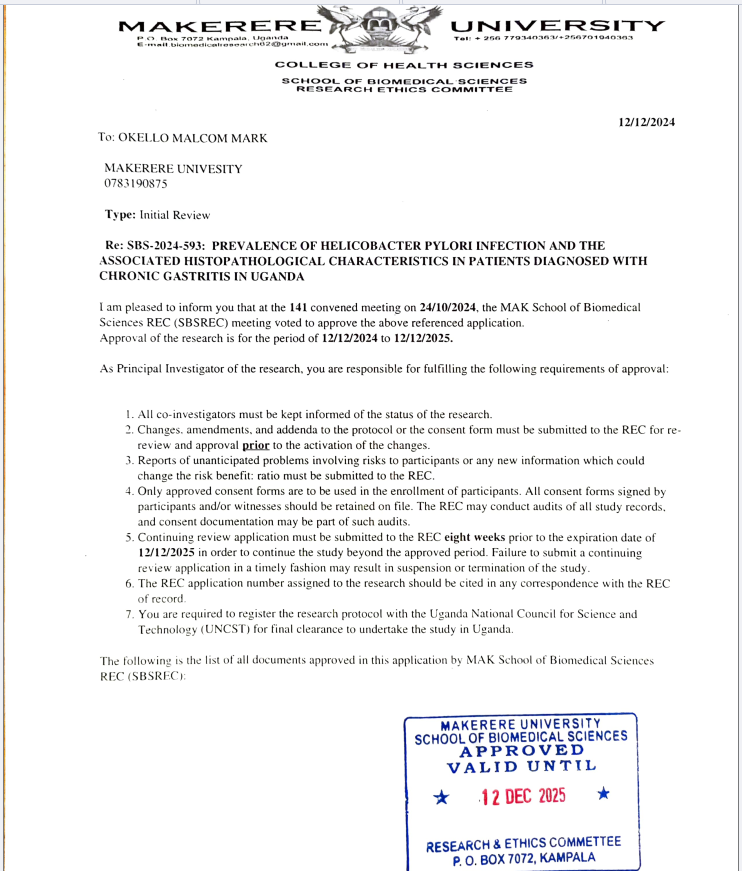 MAKERERE UNIVERSITY
P. O. Box 7072 Kampala, Uganda
E-mail.biomedicalresearch62@gmail.com
Tel: + 256 779340363/+256701940363
COLLEGE OF HEALTH SCIENCES
SCHOOL OF BIOMEDICAL SCIENCES
RESEARCH ETHICS COMMITTEE
12/12/2024
To: OKELLO MALCOM MARK
MAKERERE UNIVESITY
0783190875
Type: Initial Review
Re: SBS-2024-593: PREVALENCE OF HELICOBACTER PYLORI INFECTION AND THE
ASSOCIATED HISTOPATHOLOGICAL CHARACTERISTICS IN PATIENTS DIAGNOSED WITH
CHRONIC GASTRITIS IN UGANDA
I am pleased to inform you that at the 141 convened meeting on 24/10/2024, the MAK School of Biomedical
Sciences REC (SBSREC) meeting voted to approve the above referenced application.
Approval of the research is for the period of 12/12/2024 to 12/12/2025.
As Principal Investigator of the research, you are responsible for fulfilling the following requirements of approval:
1. All co-investigators must be kept informed of the status of the research.
2. Changes, amendments, and addenda to the protocol or the consent form must be submitted to the REC for re-
review and approval prior to the activation of the changes.
3. Reports of unanticipated problems involving risks to participants or any new information which could
change the risk benefit: ratio must be submitted to the REC.
4. Only approved consent forms are to be used in the enrollment of participants. All consent forms signed by
participants and/or witnesses should be retained on file. The REC may conduct audits of all study records,
and consent documentation may be part of such audits.
5. Continuing review application must be submitted to the REC eight weeks prior to the expiration date of
12/12/2025 in order to continue the study beyond the approved period. Failure to submit a continuing
review application in a timely fashion may result in suspension or termination of the study.
6. The REC application number assigned to the research should be cited in any correspondence with the REC
of record.
7. You are required to register the research protocol with the Uganda National Council for Science and
Technology (UNCST) for final clearance to undertake the study in Uganda.
The following is the list of all documents approved in this application by MAK School of Biomedical Sciences
REC (SBSREC):
MAKERERE UNIVERSITY
SCHOOL OF BIOMEDICAL SCIENCES
APPROVED
VALID UNTIL
★ 12 DEC 2025 ★
RESEARCH & ETHICS COMMETTEE
P. O. BOX 7072, KAMPALA